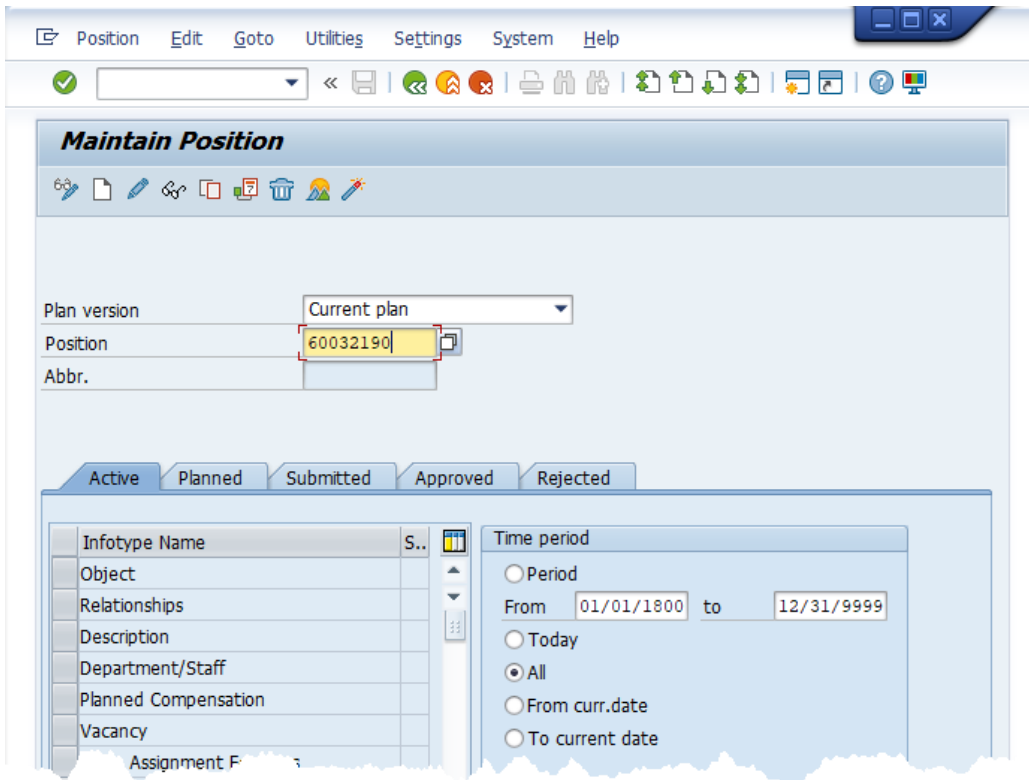 Position Edit Goto Utilities Settings System Help
Maintain Position
Plan version Current plan
Position 60032190
Abbr.
Active Planned Submitted Approved Rejected
Infotype Name S..
Object
Relationships
Description
Department/Staff
Planned Compensation
Vacancy
Assignment
Time period
Period
From 01/01/1800 to 12/31/9999
Today
All
From curr.date
To current date